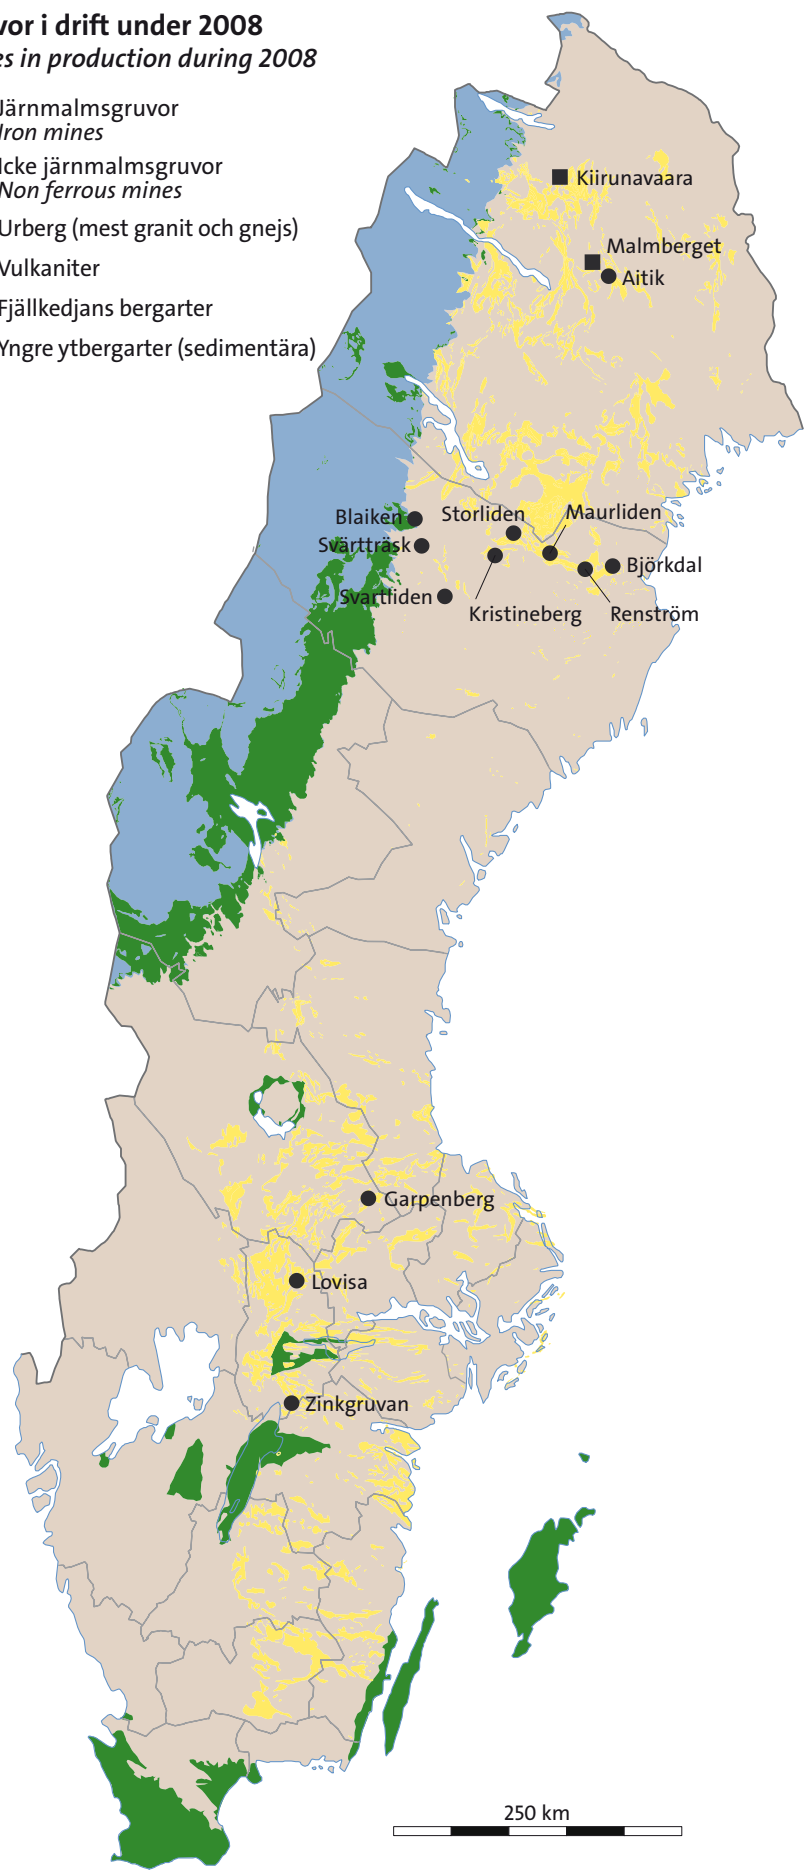 vor i drift under 2008
es in production during 2008
Järnmalmsgruvor
Iron mines
Icke järnmalmsgruvor
Non ferrous mines
Urberg (mest granit och gnejs)
Vulkaniter
Fjällkedjans bergarter
Yngre ytbergarter (sedimentära)
Kiirunavaara
Malmberget
Aitik
Blaiken
Storliden
Maurliden
Svärtträsk
Björkdal
Svartliden
Kristineberg
Renström
Garpenberg
Lovisa
Zinkgruvan
250 km